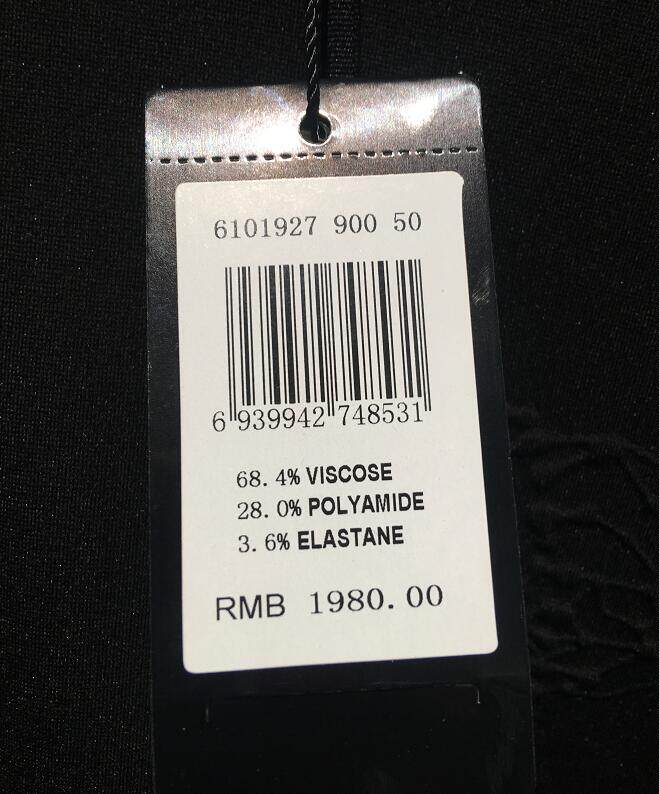 6101927 900 50
6 939942 748531
68. 4% VISCOSE
28. 0% POLYAMIDE
3. 6% ELASTANE
RMB 1980. 00